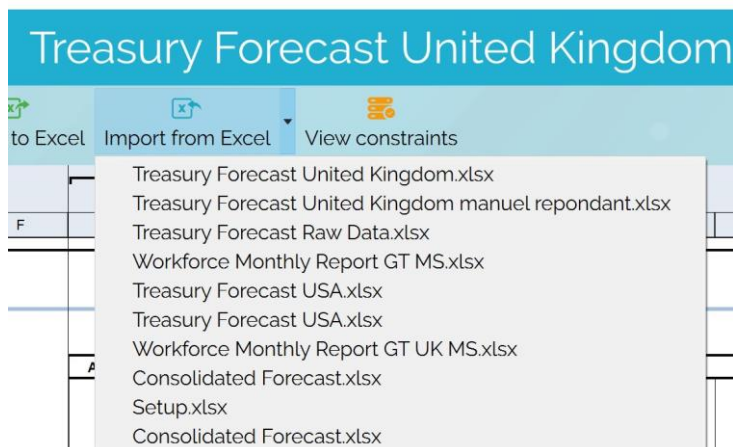 Treasury Forecast United Kingdom
to Excel Import from Excel View constraints
Treasury Forecast United Kingdom.xlsx
Treasury Forecast United Kingdom manuel repondant.xlsx
Treasury Forecast Raw Data.xlsx
F
Workforce Monthly Report GT MS.xlsx
Treasury Forecast USA.xlsx
Treasury Forecast USA.xlsx
Workforce Monthly Report GT UK MS.xlsx
A
Consolidated Forecast.xlsx
Setup.xlsx
Consolidated Forecast.xlsx